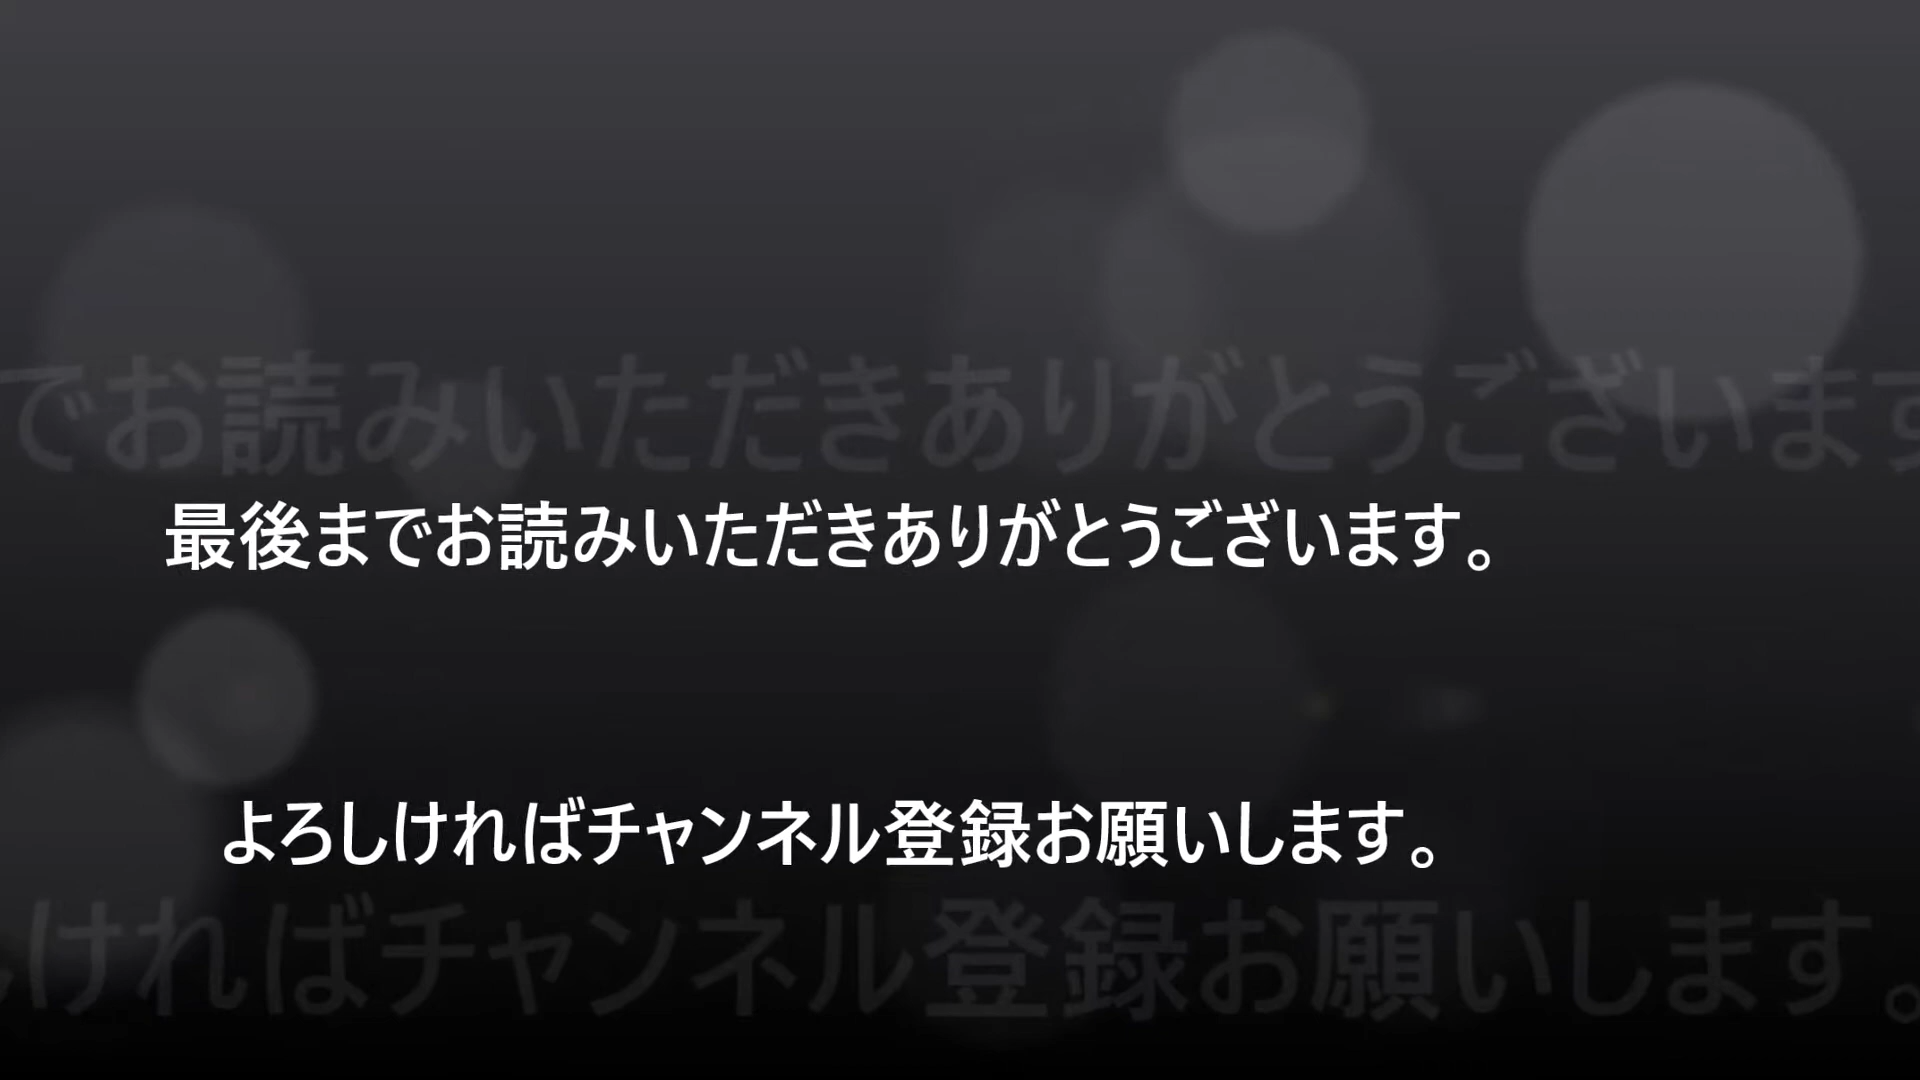 でお読みいただきありがとうございます
最後までお読みいただきありがとうございます。
よろしければチャンネル登録お願いします。
しければチャンネル登録お願いします。